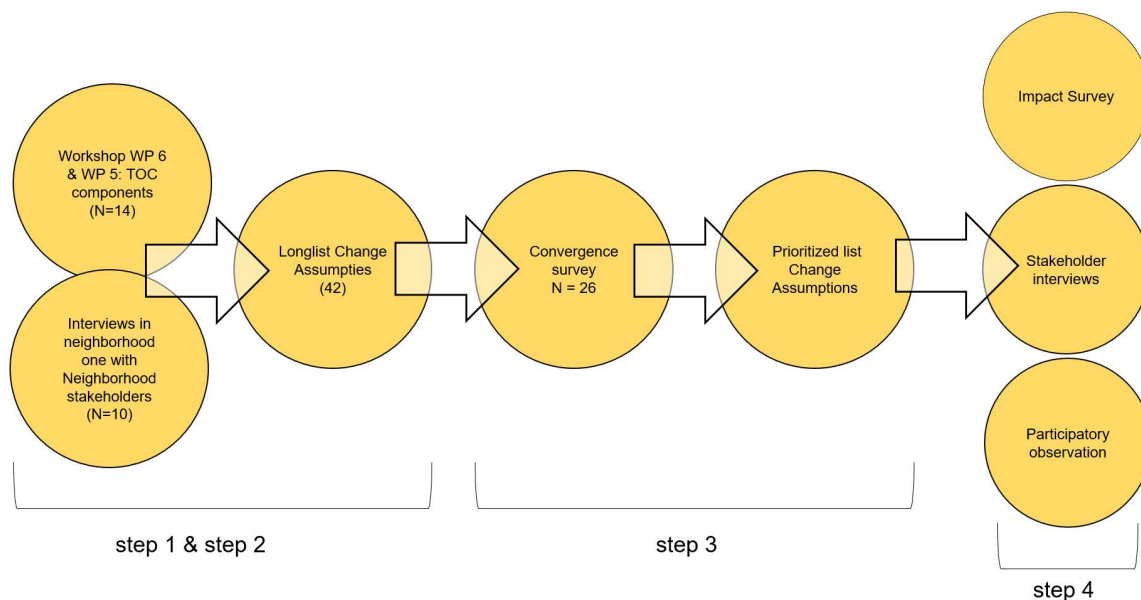 Workshop WP 6
& WP 5: TOC
components
(N=14)
Interviews in
neighborhood
one with
Neighborhood
stakeholders
(N=10)
Longlist Change
Assumpties
(42)
Convergence
survey
N = 26
Prioritized list
Change
Assumptions
Impact Survey
Stakeholder
interviews
Participatory
observation
step 1 & step 2
step 3
step 4